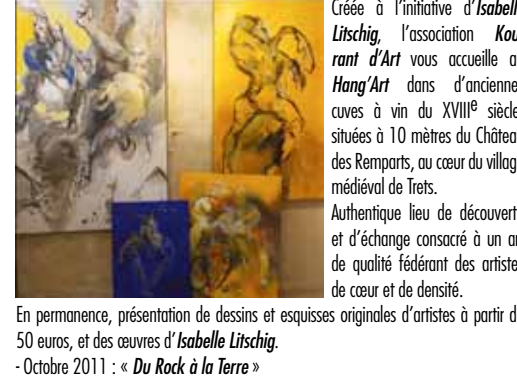 Créée à l'initiative d'Isabell
Litschig, l'association Kou
rant d'Art vous accueille a
Hang'Art dans d'ancienne
cuves à vin du XVIIIe siècle
situées à 10 mètres du Châtea
des Remparts, au cœur du villag
médiéval de Trets.
Authentique lieu de découvert
et d'échange consacré à un ar
de qualité fédérant des artiste
de cœur et de densité.
En permanence, présentation de dessins et esquisses originales d'artistes à partir d
50 euros, et des œuvres d'Isabelle Litschig.
- Octobre 2011 : « Du Rock à la Terre »